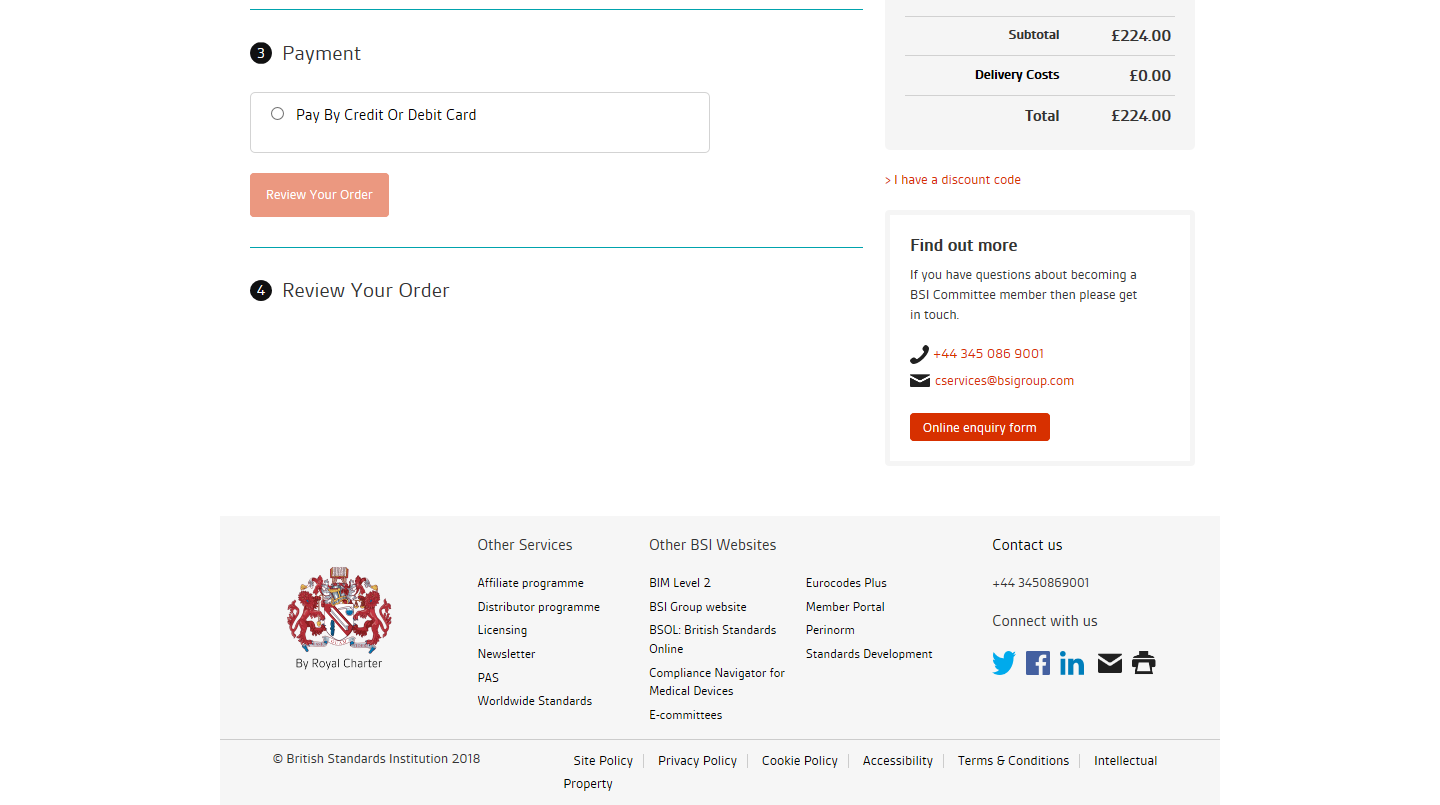 3 Payment
Pay By Credit Or Debit Card
Review Your Order
4 Review Your Order
Subtotal £224.00
Delivery Costs £0.00
Total £224.00
> I have a discount code
Find out more
If you have questions about becoming a
BSI Committee member then please get
in touch.
+44 345 086 9001
cservices@bsigroup.com
Online enquiry form
By Royal Charter
Other Services
Affiliate programme
Distributor programme
Licensing
Newsletter
PAS
Worldwide Standards
Other BSI Websites
BIM Level 2
BSI Group website
BSOL: British Standards
Online
Compliance Navigator for
Medical Devices
E-committees
Eurocodes Plus
Member Portal
Perinorm
Standards Development
Contact us
+44 3450869001
Connect with us
© British Standards Institution 2018
Site Policy Privacy Policy Cookie Policy Accessibility Terms & Conditions Intellectual
Property